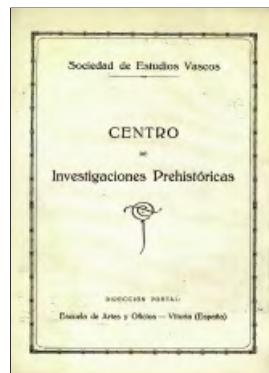 Sociedad de Estudios Vascos
CENTRO
DE
Investigaciones Prehistóricas
DIRECCIÓN POSTAL:
Escuela de Artes y Oficios — Vitoria (España)